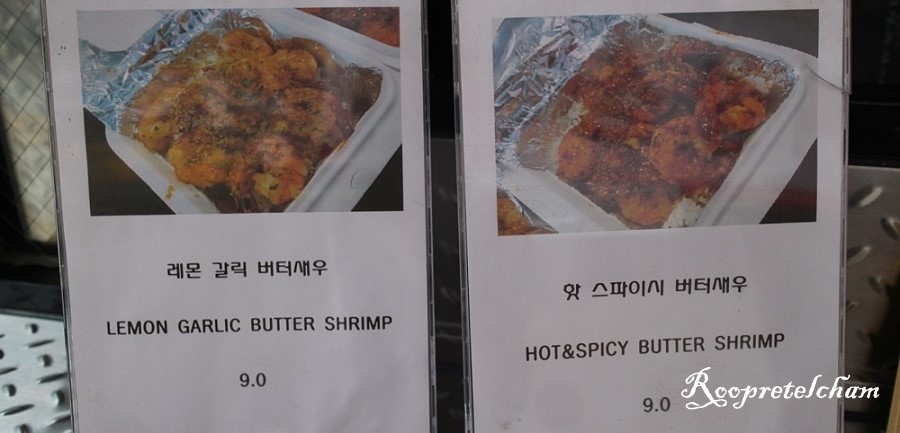 레몬 갈릭 버터새우
LEMON GARLIC BUTTER SHRIMP
9.0
핫 스파이시 버터새우
HOT&SPICY BUTTER SHRIMP
9.0
Roopretelcham